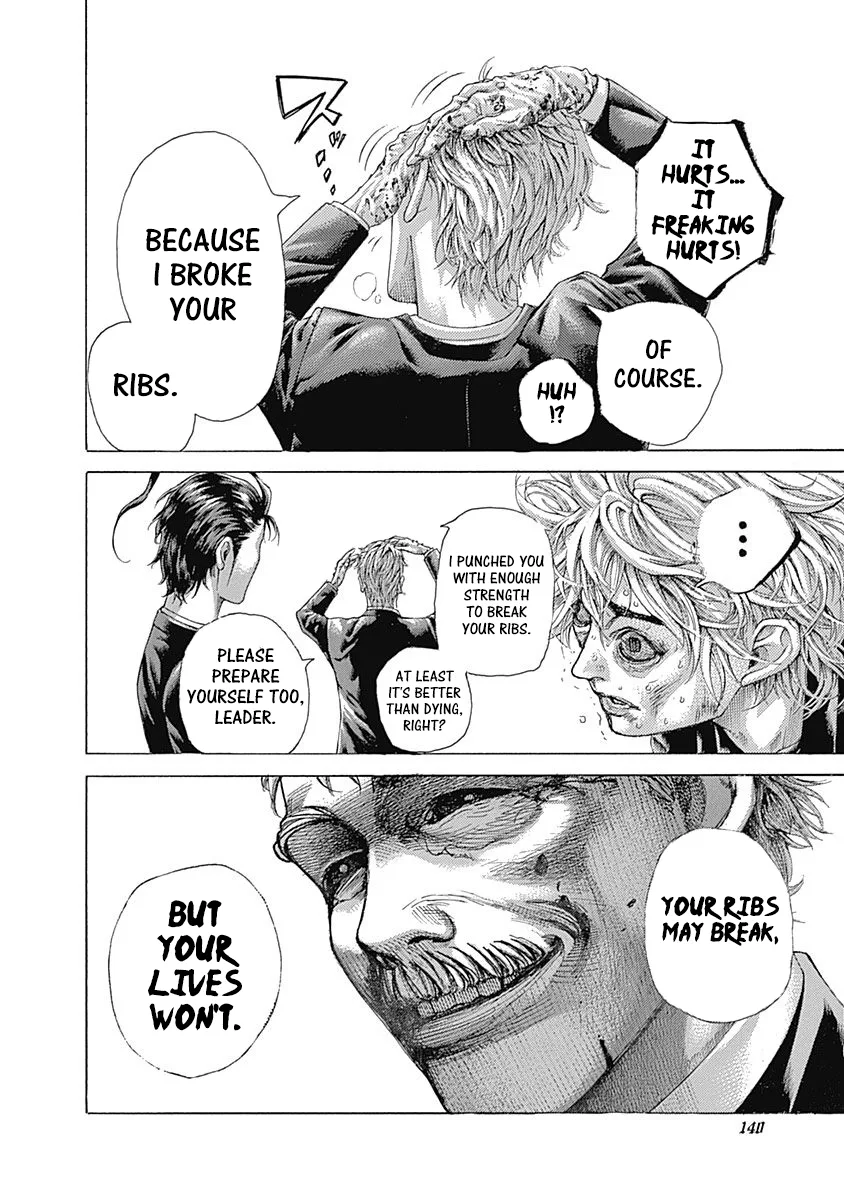 IT
HURTS...
IT
FREAKING
HURTS!
OF
COURSE.
HUH
!?
BECAUSE
I BROKE
YOUR
RIBS.
ズ
...
I PUNCHED YOU
WITH ENOUGH
STRENGTH
TO BREAK
YOUR RIBS.
AT LEAST
IT'S BETTER
THAN DYING,
RIGHT?
PLEASE
PREPARE
YOURSELF TOO,
LEADER.
YOUR RIBS
MAY BREAK,
BUT
YOUR
LIVES
WON'T.
140